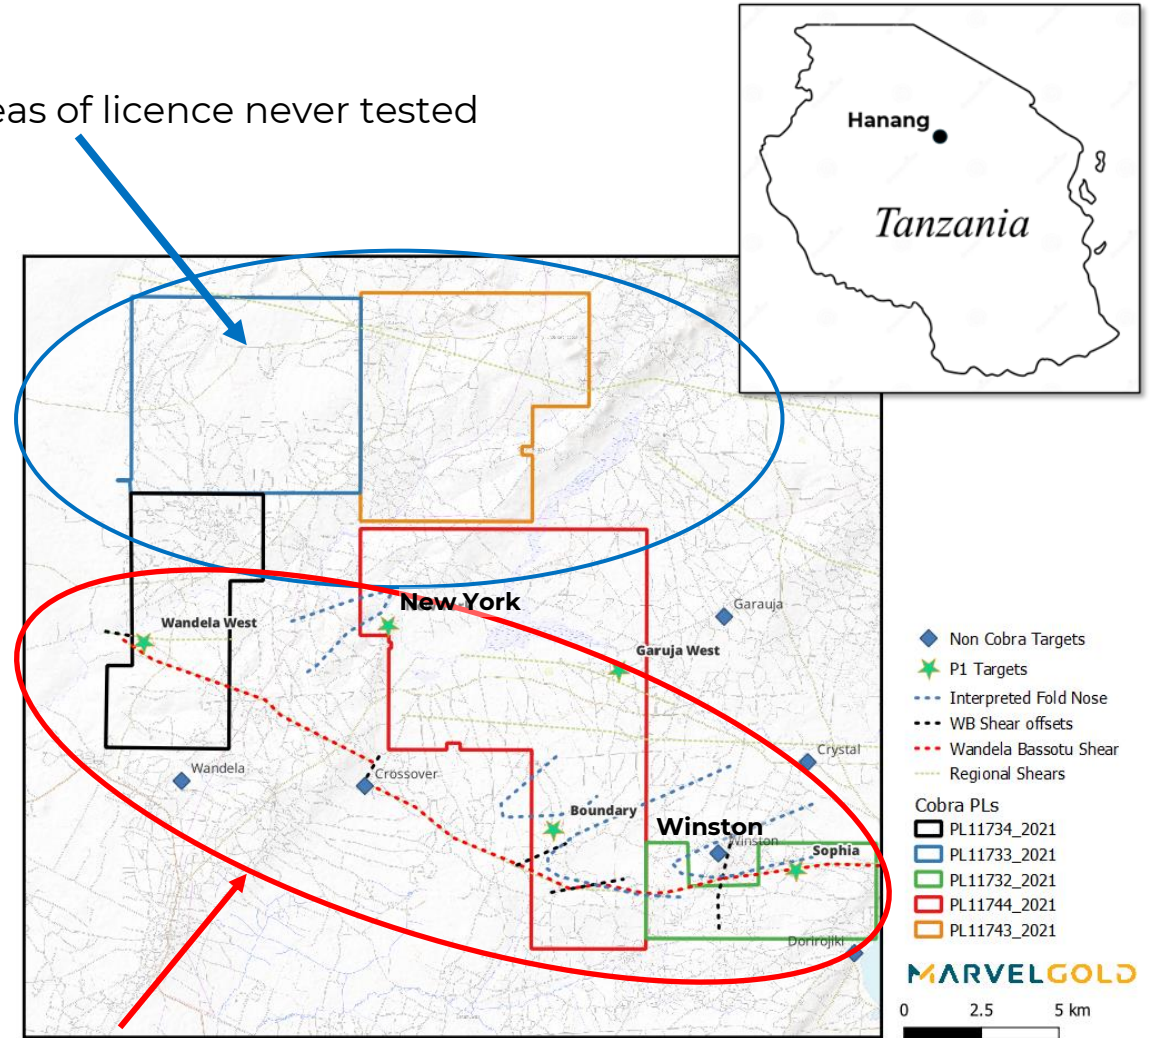 eas of licence never tested
Hanang
Tanzania
New York
Wandela West
Garauja
Garuja West
Wandela
Crossover
Crystal
Boundary
Winston
Winston
Sophia
Dorirojiki
Non Cobra Targets
P1 Targets
Interpreted Fold Nose
WB Shear offsets
Wandela Bassotu Shear
Regional Shears
Cobra PLs
PL11734_2021
PL11733_2021
PL11732_2021
PL11744_2021
PL11743_2021
MARVELGOLD
0 2.5 5 km